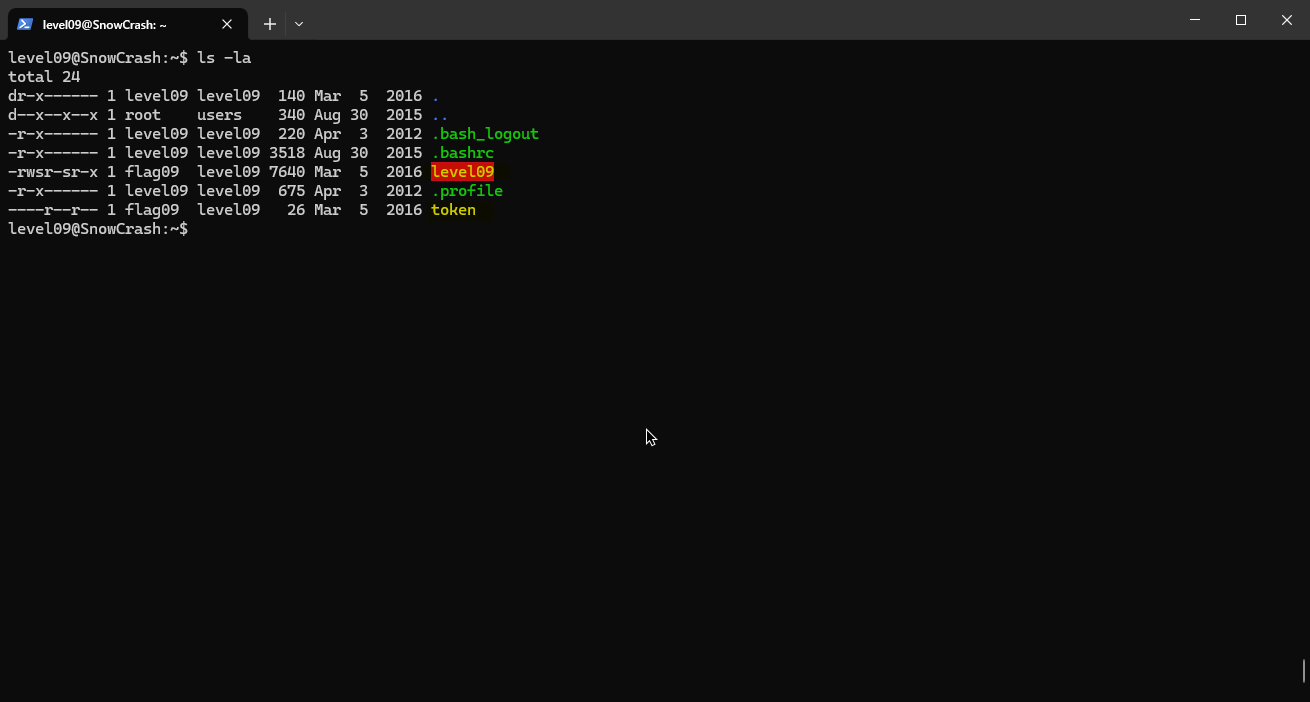 level09@SnowCrash: ~
level09@SnowCrash:~$ ls -la
total 24
dr-x------ 1 level09 level09  140 Mar  5  2016 .
d--x--x--x 1 root    users    340 Aug 30  2015 ..
-r-x------ 1 level09 level09  220 Apr  3  2012 .bash_logout
-r-x------ 1 level09 level09 3518 Aug 30  2015 .bashrc
-rwsr-sr-x 1 flag09  level09 7640 Mar  5  2016 level09
-r-x------ 1 level09 level09  675 Apr  3  2012 .profile
----r--r-- 1 flag09  level09   26 Mar  5  2016 token
level09@SnowCrash:~$